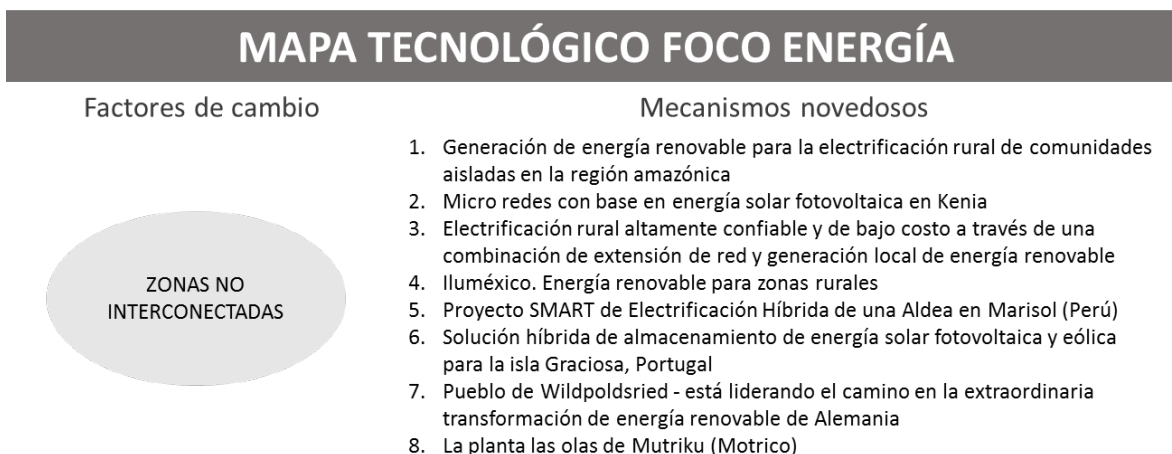 MAPA TECNOLÓGICO FOCO ENERGÍA
Factores de cambio
Mecanismos novedosos
ZONAS NO
INTERCONECTADAS
1. Generación de energía renovable para la electrificación rural de comunidades
aisladas en la región amazónica
2. Micro redes con base en energía solar fotovoltaica en Kenia
3. Electrificación rural altamente confiable y de bajo costo a través de una
combinación de extensión de red y generación local de energía renovable
4. Iluméxico. Energía renovable para zonas rurales
5. Proyecto SMART de Electrificación Híbrida de una Aldea en Marisol (Perú)
6. Solución híbrida de almacenamiento de energía solar fotovoltaica y eólica
para la isla Graciosa, Portugal
7. Pueblo de Wildpoldsried - está liderando el camino en la extraordinaria
transformación de energía renovable de Alemania
8. La planta las olas de Mutriku (Motrico)